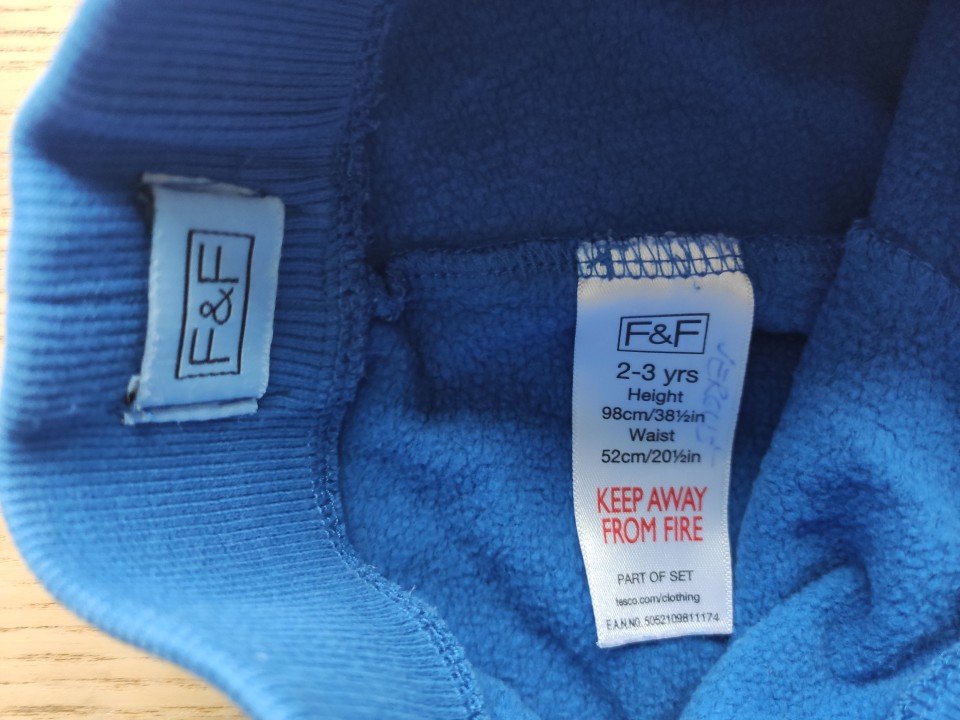 F&F
F&F
2-3 yrs
Height
98cm/38½in
Waist
52cm/20½in
KEEP AWAY
FROM FIRE
PART OF SET
tesco.com/clothing
E.A.N.NO. 5052109811174